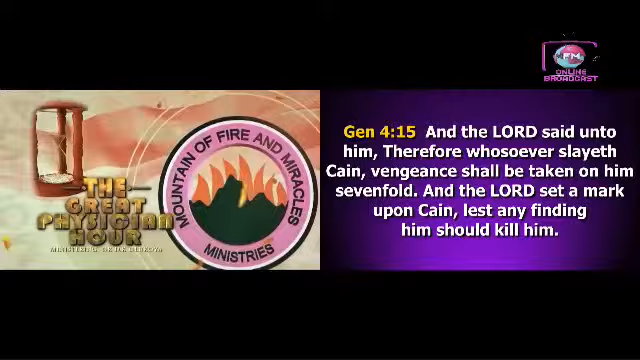 FM
ONLINE
BROADCAST
THE
GREAT
PHYSICIAN
HOUR
MOUNTAIN OF FIRE AND MIRACLES
MINISTRIES
Gen 4:15 And the LORD said unto
him, Therefore whosoever slayeth
Cain, vengeance shall be taken on him
sevenfold. And the LORD set a mark
upon Cain, lest any finding
him should kill him.